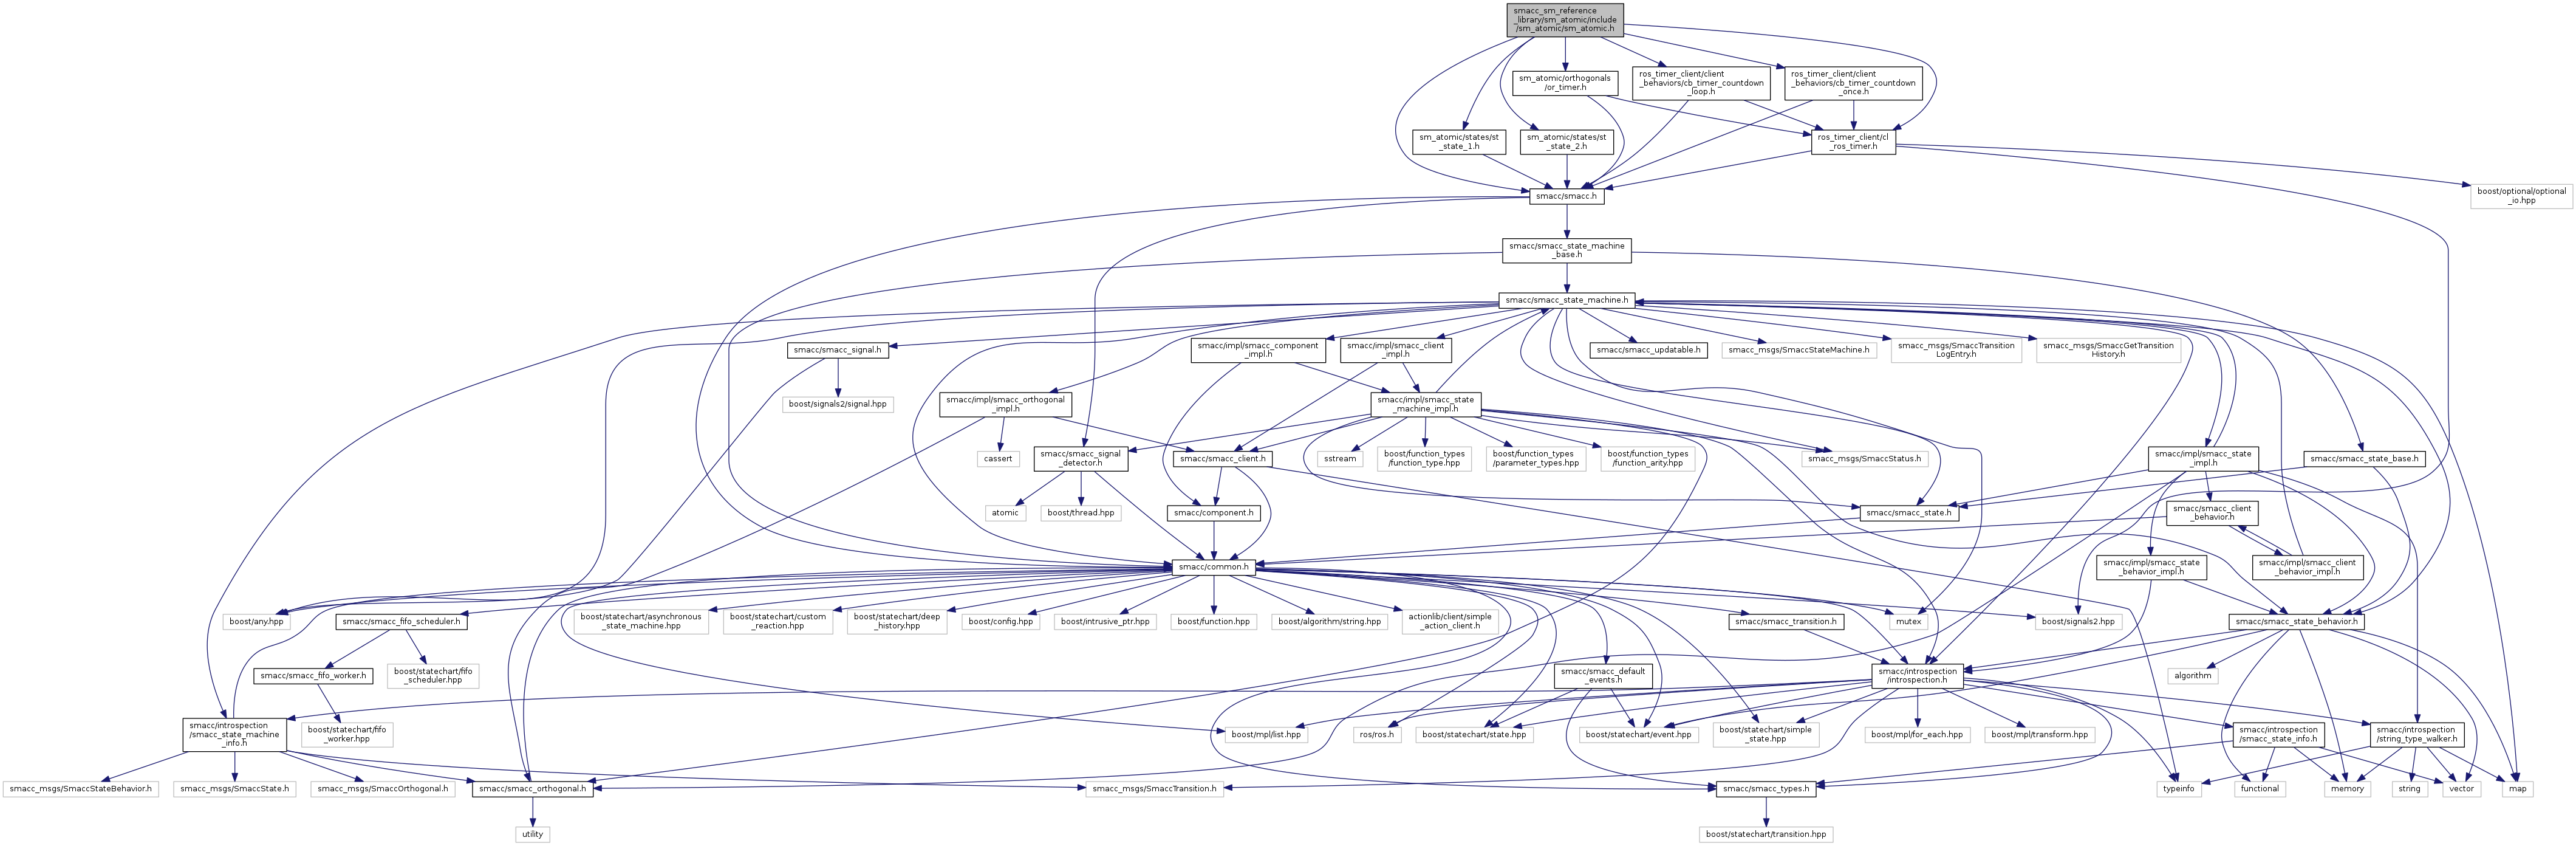 smacc_sm_reference
_library/sm_atomic/include
/sm_atomic/sm_atomic.h
sm_atomic/orthogonals
/or_timer.h
ros_timer_client/client
_behaviors/cb_timer_countdown
_loop.h
ros_timer_client/client
_behaviors/cb_timer_countdown
_once.h
sm_atomic/states/st
_state_1.h
sm_atomic/states/st
_state_2.h
ros_timer_client/cl
_ros_timer.h
smacc/smacc.h
boost/optional/optional
_io.hpp
smacc/smacc_state_machine
_base.h
smacc/smacc_state_machine.h
smacc/smacc_signal.h
smacc/impl/smacc_component
_impl.h
smacc/impl/smacc_client
_impl.h
smacc/smacc_updatable.h
smacc_msgs/SmaccStateMachine.h
smacc_msgs/SmaccTransition
LogEntry.h
smacc_msgs/SmaccGetTransition
History.h
boost/signals2/signal.hpp
smacc/impl/smacc_orthogonal
_impl.h
smacc/impl/smacc_state
_machine_impl.h
cassert
smacc/smacc_signal
_detector.h
smacc/smacc_client.h
sstream
boost/function_types
/function_type.hpp
boost/function_types
/parameter_types.hpp
boost/function_types
/function_arity.hpp
smacc_msgs/SmaccStatus.h
smacc/impl/smacc_state
_impl.h
smacc/smacc_state_base.h
atomic
boost/thread.hpp
smacc/component.h
smacc/smacc_state.h
smacc/smacc_client
_behavior.h
smacc/common.h
smacc/impl/smacc_state
_behavior_impl.h
smacc/impl/smacc_client
_behavior_impl.h
boost/any.hpp
smacc/smacc_fifo_scheduler.h
boost/statechart/asynchronous
_state_machine.hpp
boost/statechart/custom
_reaction.hpp
boost/statechart/deep
_history.hpp
boost/config.hpp
boost/intrusive_ptr.hpp
boost/function.hpp
boost/algorithm/string.hpp
actionlib/client/simple
_action_client.h
smacc/smacc_transition.h
mutex
boost/signals2.hpp
smacc/smacc_state_behavior.h
smacc/smacc_fifo_worker.h
boost/statechart/fifo
_scheduler.hpp
smacc/smacc_default
_events.h
smacc/introspection
/introspection.h
algorithm
smacc/introspection
/smacc_state_machine
_info.h
boost/statechart/fifo
_worker.hpp
boost/mpl/list.hpp
ros/ros.h
boost/statechart/state.hpp
boost/statechart/event.hpp
boost/statechart/simple
_state.hpp
boost/mpl/for_each.hpp
boost/mpl/transform.hpp
smacc/introspection
/smacc_state_info.h
smacc/introspection
/string_type_walker.h
smacc_msgs/SmaccStateBehavior.h
smacc_msgs/SmaccState.h
smacc_msgs/SmaccOrthogonal.h
smacc/smacc_orthogonal.h
smacc_msgs/SmaccTransition.h
smacc/smacc_types.h
typeinfo
functional
memory
string
vector
map
utility
boost/statechart/transition.hpp